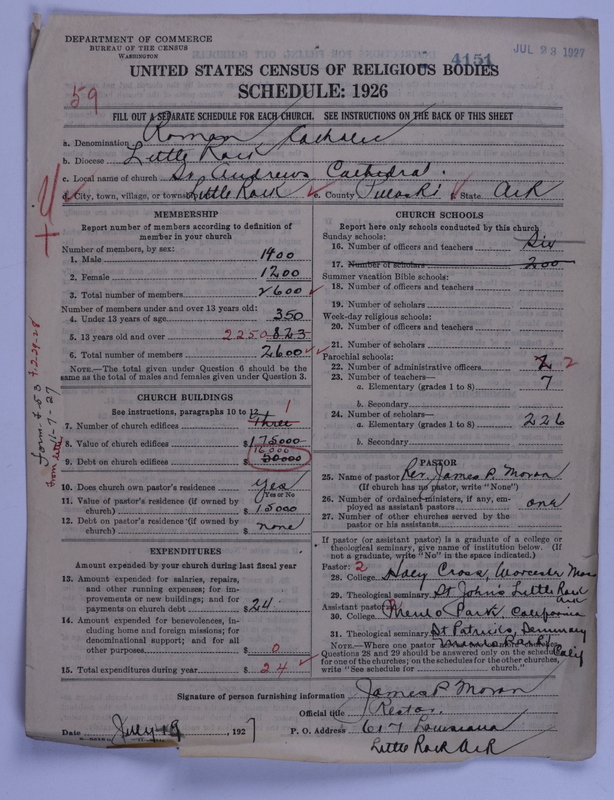 DEPARTMENT OF COMMERCE
BUREAU OF THE CENSUS
WASHINGTON
4151
JUL 28 1927
UNITED STATES CENSUS OF RELIGIOUS BODIES
SCHEDULE: 1926
59
FILL OUT A SEPARATE SCHEDULE FOR EACH CHURCH. SEE INSTRUCTIONS ON THE BACK OF THIS SHEET
a. Denomination Roman Catholic
b. Diocese Little Rock
c. Local name of church St. Andrews Cathedral.
d. City, town, village, or township Little Rock e. County Pulaski f. State Ark
MEMBERSHIP
Report number of members according to definition of
member in your church
Number of members, by sex:
1. Male 1400
2. Female 1200
3. Total number of members 2600
Number of members under and over 13 years old:
4. Under 13 years of age 350
5. 13 years old and over 2250 823
6. Total number of members 2600
NOTE.—The total given under Question 6 should be the
same as the total of males and females given under Question 3.
CHURCH BUILDINGS
See instructions, paragraphs 10 to 12
7. Number of church edifices Three 1
8. Value of church edifices $175000
9. Debt on church edifices $ 16,000
10. Does church own pastor's residence? Yes
Yes or No
11. Value of pastor's residence (if owned by
church) $15000
12. Debt on pastor's residence (if owned by
church) $ none
EXPENDITURES
Amount expended by your church during last fiscal year
13. Amount expended for salaries, repairs,
and other running expenses; for im-
provements or new buildings; and for
payments on church debt $24
14. Amount expended for benevolences, in-
cluding home and foreign missions; for
denominational support; and for all
other purposes $ 0
15. Total expenditures during year $ 24
CHURCH SCHOOLS
Report here only schools conducted by this church
Sunday schools:
16. Number of officers and teachers Six
17. Number of scholars 200
Summer vacation Bible schools:
18. Number of officers and teachers
19. Number of scholars
Week-day religious schools:
20. Number of officers and teachers
21. Number of scholars
Parochial schools:
22. Number of administrative officers 2
23. Number of teachers—
a. Elementary (grades 1 to 8) 7
b. Secondary
24. Number of scholars—
a. Elementary (grades 1 to 8) 226
b. Secondary
PASTOR
25. Name of pastor Rev. James P. Moran
(If church has no pastor, write "None")
26. Number of ordained ministers, if any, em-
ployed as assistant pastors one
27. Number of other churches served by the
pastor or his assistants
If pastor (or assistant pastor) is a graduate of a college or
theological seminary, give name of institution below. (If
not a graduate, write "No" in the space indicated.)
Pastor: 2
28. College Holy Cross, Worcester Mass
29. Theological seminary St John's Little Rock Ark
Assistant pastor:
30. College Menlo Park, California
31. Theological seminary St Patricks, Seminary
Menlo Park Calif
Questions 28 and 29 should be answered only on the schedule
for one of the churches; on the schedules for the other churches,
write "See schedule for church."
Signature of person furnishing information James P Moran
Official title Rector.
Date July 19, 1927 P. O. Address 617 Louisiana
Little Rock Ark